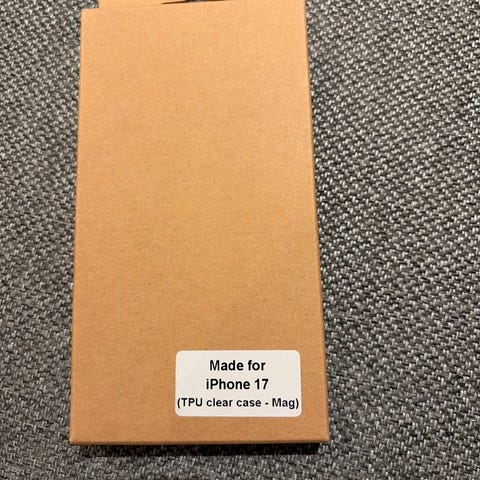 Made for
iPhone 17
(TPU clear case - Mag)